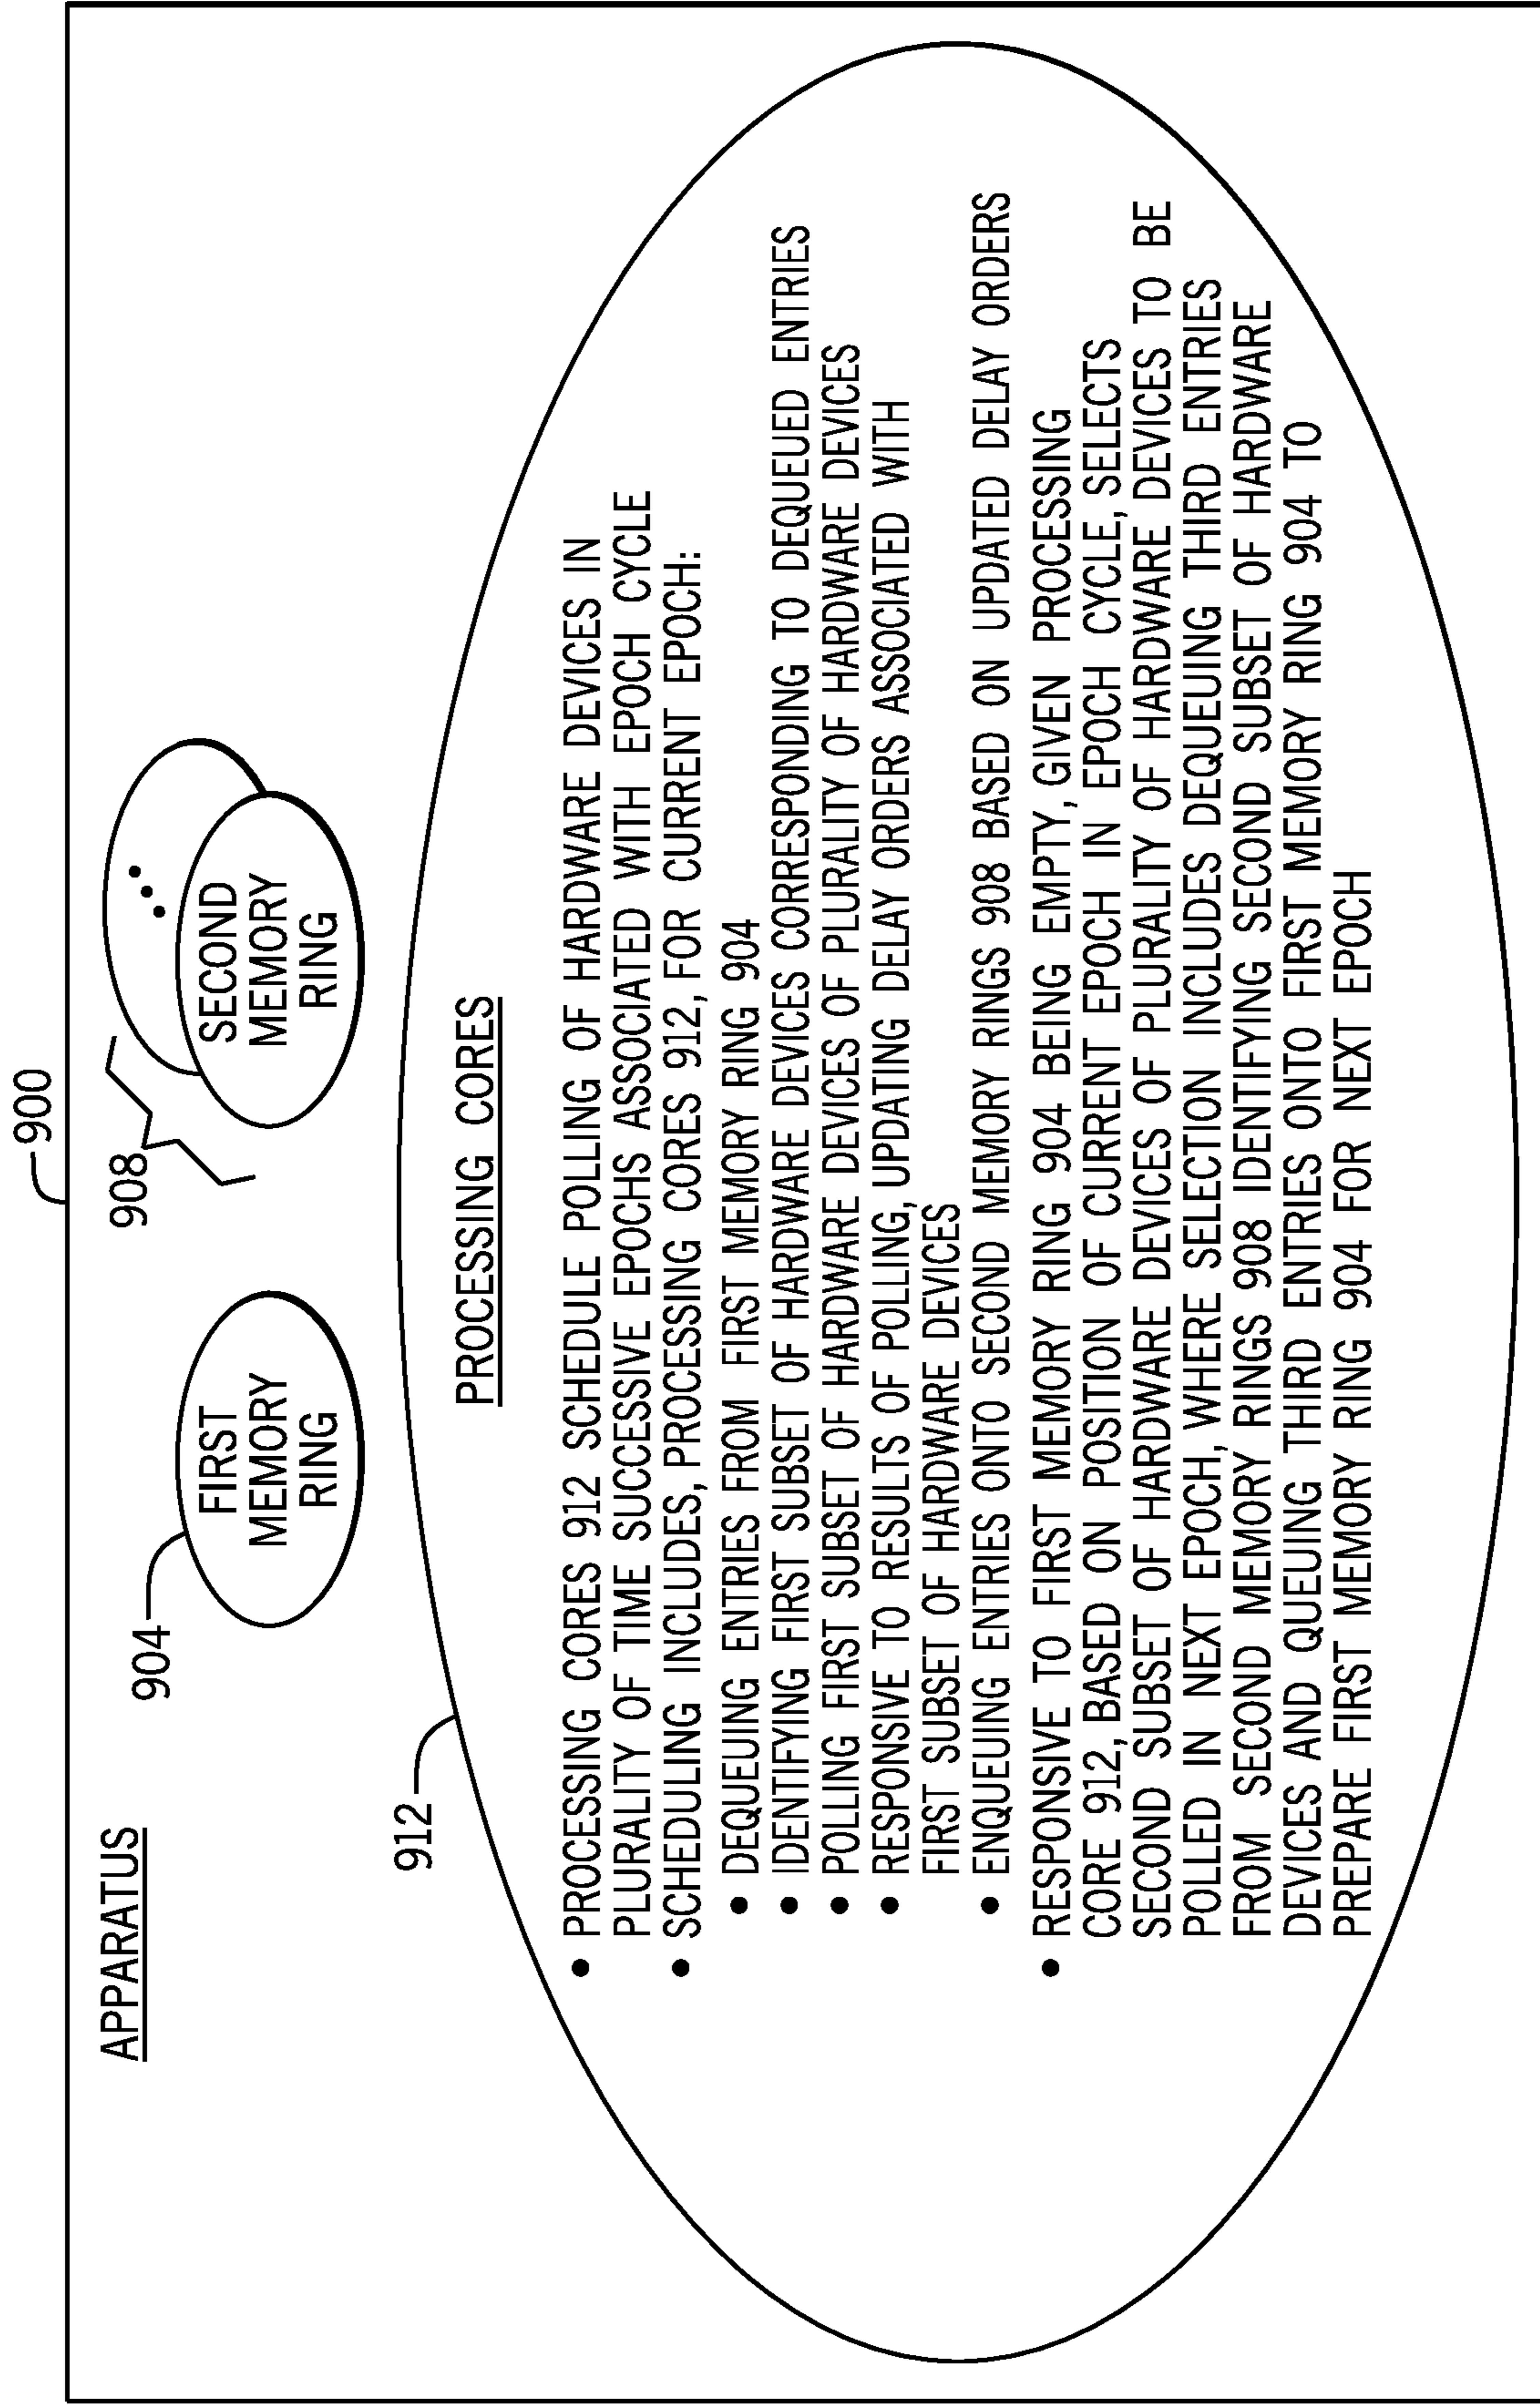 900
APPARATUS
904
FIRST
MEMORY
RING
908
SECOND
MEMORY
RING
912
PROCESSING CORES
• PROCESSING CORES 912 SCHEDULE POLLING OF HARDWARE DEVICES IN
PLURALITY OF TIME SUCCESSIVE EPOCHS ASSOCIATED WITH EPOCH CYCLE
• SCHEDULING INCLUDES, PROCESSING CORES 912, FOR CURRENT EPOCH:
• DEQUEUING ENTRIES FROM FIRST MEMORY RING 904
• IDENTIFYING FIRST SUBSET OF HARDWARE DEVICES CORRESPONDING TO DEQUEUED ENTRIES
• POLLING FIRST SUBSET OF HARDWARE DEVICES OF PLURALITY OF HARDWARE DEVICES
• RESPONSIVE TO RESULTS OF POLLING, UPDATING DELAY ORDERS ASSOCIATED WITH
FIRST SUBSET OF HARDWARE DEVICES
• ENQUEUING ENTRIES ONTO SECOND MEMORY RINGS 908 BASED ON UPDATED DELAY ORDERS
• RESPONSIVE TO FIRST MEMORY RING 904 BEING EMPTY, GIVEN PROCESSING
CORE 912, BASED ON POSITION OF CURRENT EPOCH IN EPOCH CYCLE, SELECTS
SECOND SUBSET OF HARDWARE DEVICES OF PLURALITY OF HARDWARE DEVICES TO BE
POLLED IN NEXT EPOCH, WHERE SELECTION INCLUDES DEQUEUING THIRD ENTRIES
FROM SECOND MEMORY RINGS 908 IDENTIFYING SECOND SUBSET OF HARDWARE
DEVICES AND QUEUING THIRD ENTRIES ONTO FIRST MEMORY RING 904 TO
PREPARE FIRST MEMORY RING 904 FOR NEXT EPOCH